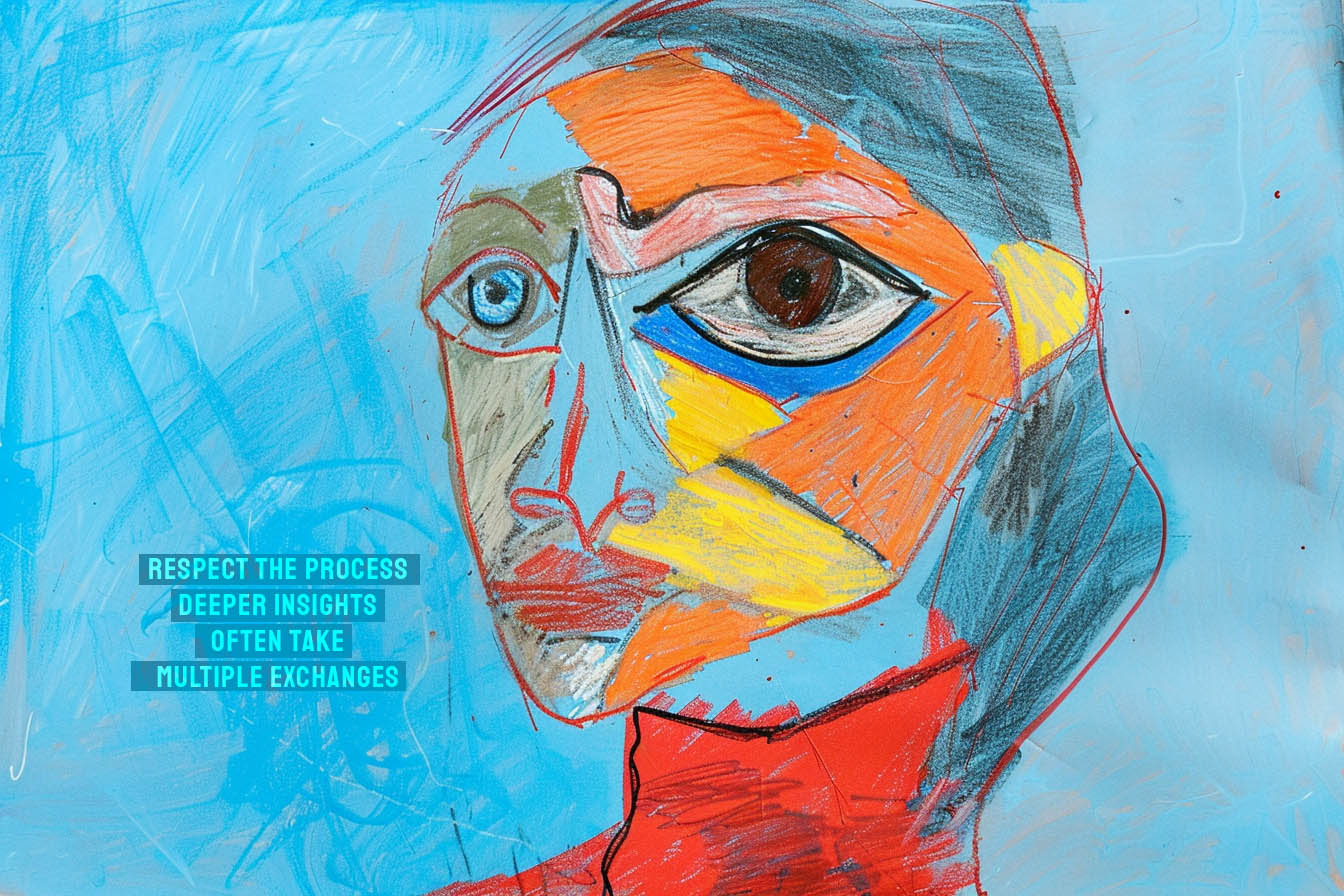 RESPECT THE PROCESS
DEEPER INSIGHTS
OFTEN TAKE
MULTIPLE EXCHANGES